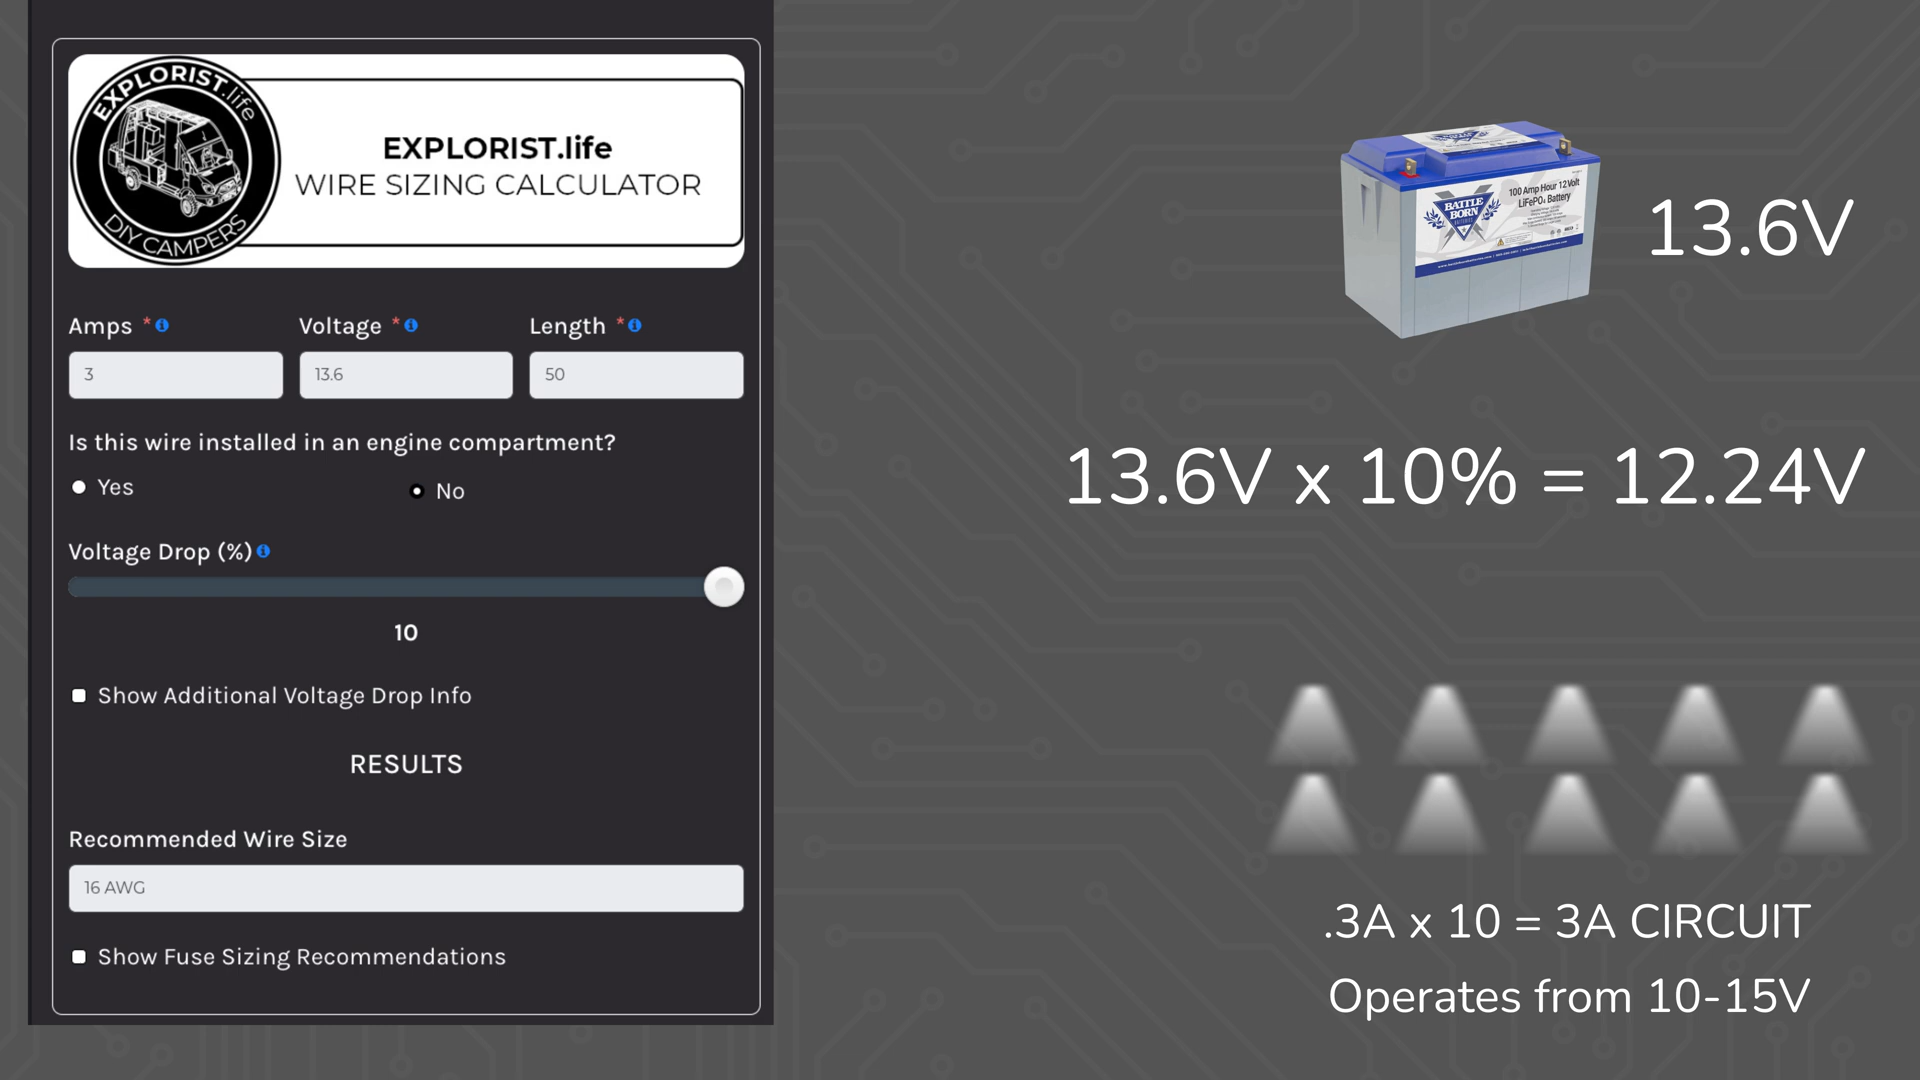 EXPLORIST.life
DIY CAMPERS
EXPLORIST.life
WIRE SIZING CALCULATOR
Amps *
Voltage *
Length *
3
13.6
50
Is this wire installed in an engine compartment?
Yes
No
Voltage Drop (%)
10
Show Additional Voltage Drop Info
RESULTS
Recommended Wire Size
16 AWG
Show Fuse Sizing Recommendations
100 Amp Hour 12 Volt
LiFePO₄ Battery
BATTLE
BORN
13.6V
13.6V x 10% = 12.24V
.3A x 10 = 3A CIRCUIT
Operates from 10-15V